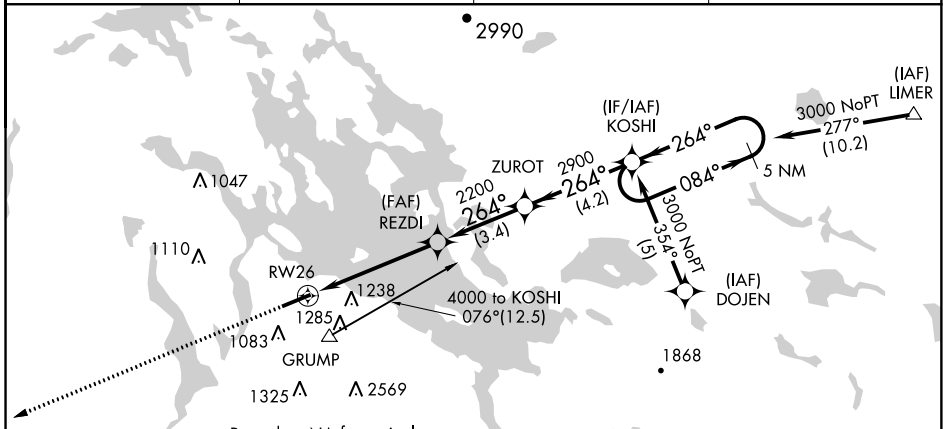 2990
(IAF)
LIMER
3000 NoPT
277°
(10.2)
(IF/IAF)
KOSHI
264°
084°
5 NM
ZUROT
2900
264°
(4.2)
2200
264°
(3.4)
(FAF)
REZDI
3000 NoPT
354°
(5)
(IAF)
DOJEN
1047
1110
RW26
1238
1285
1083
GRUMP
4000 to KOSHI
076°(12.5)
1325
2569
1868